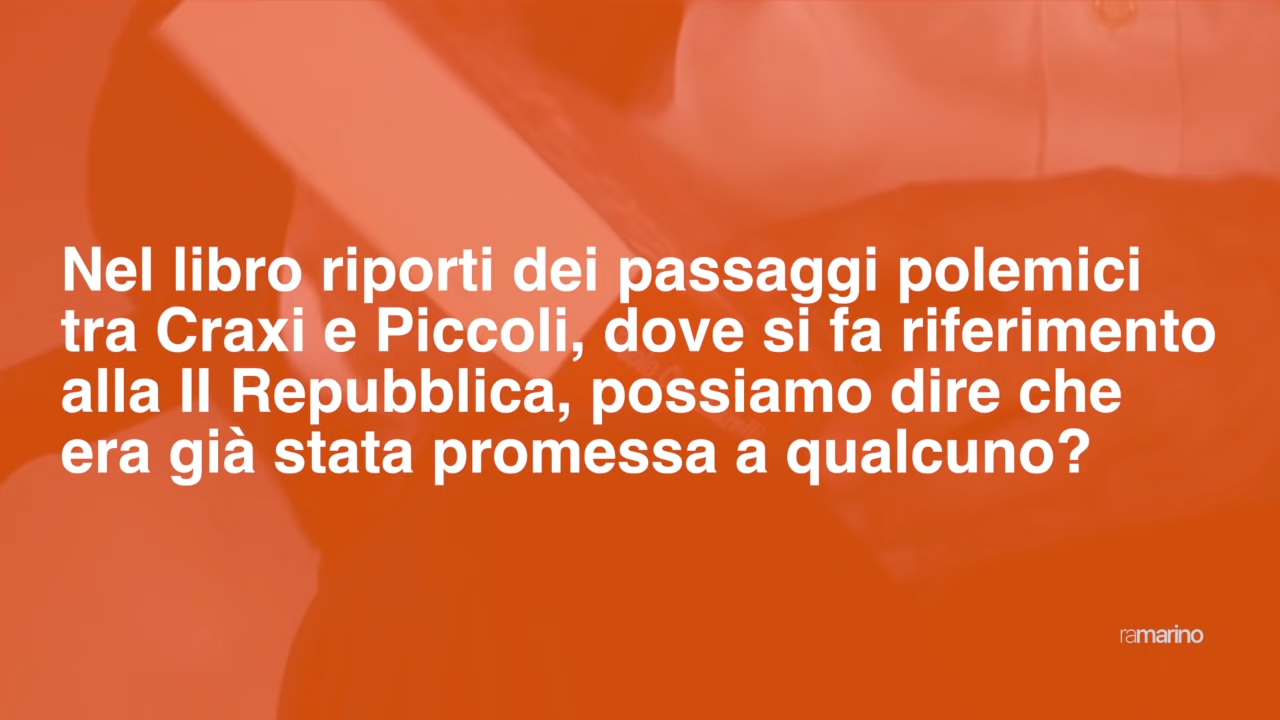 Nel libro riporti dei passaggi polemici
tra Craxi e Piccoli, dove si fa riferimento
alla II Repubblica, possiamo dire che
era già stata promessa a qualcuno?
ramarino